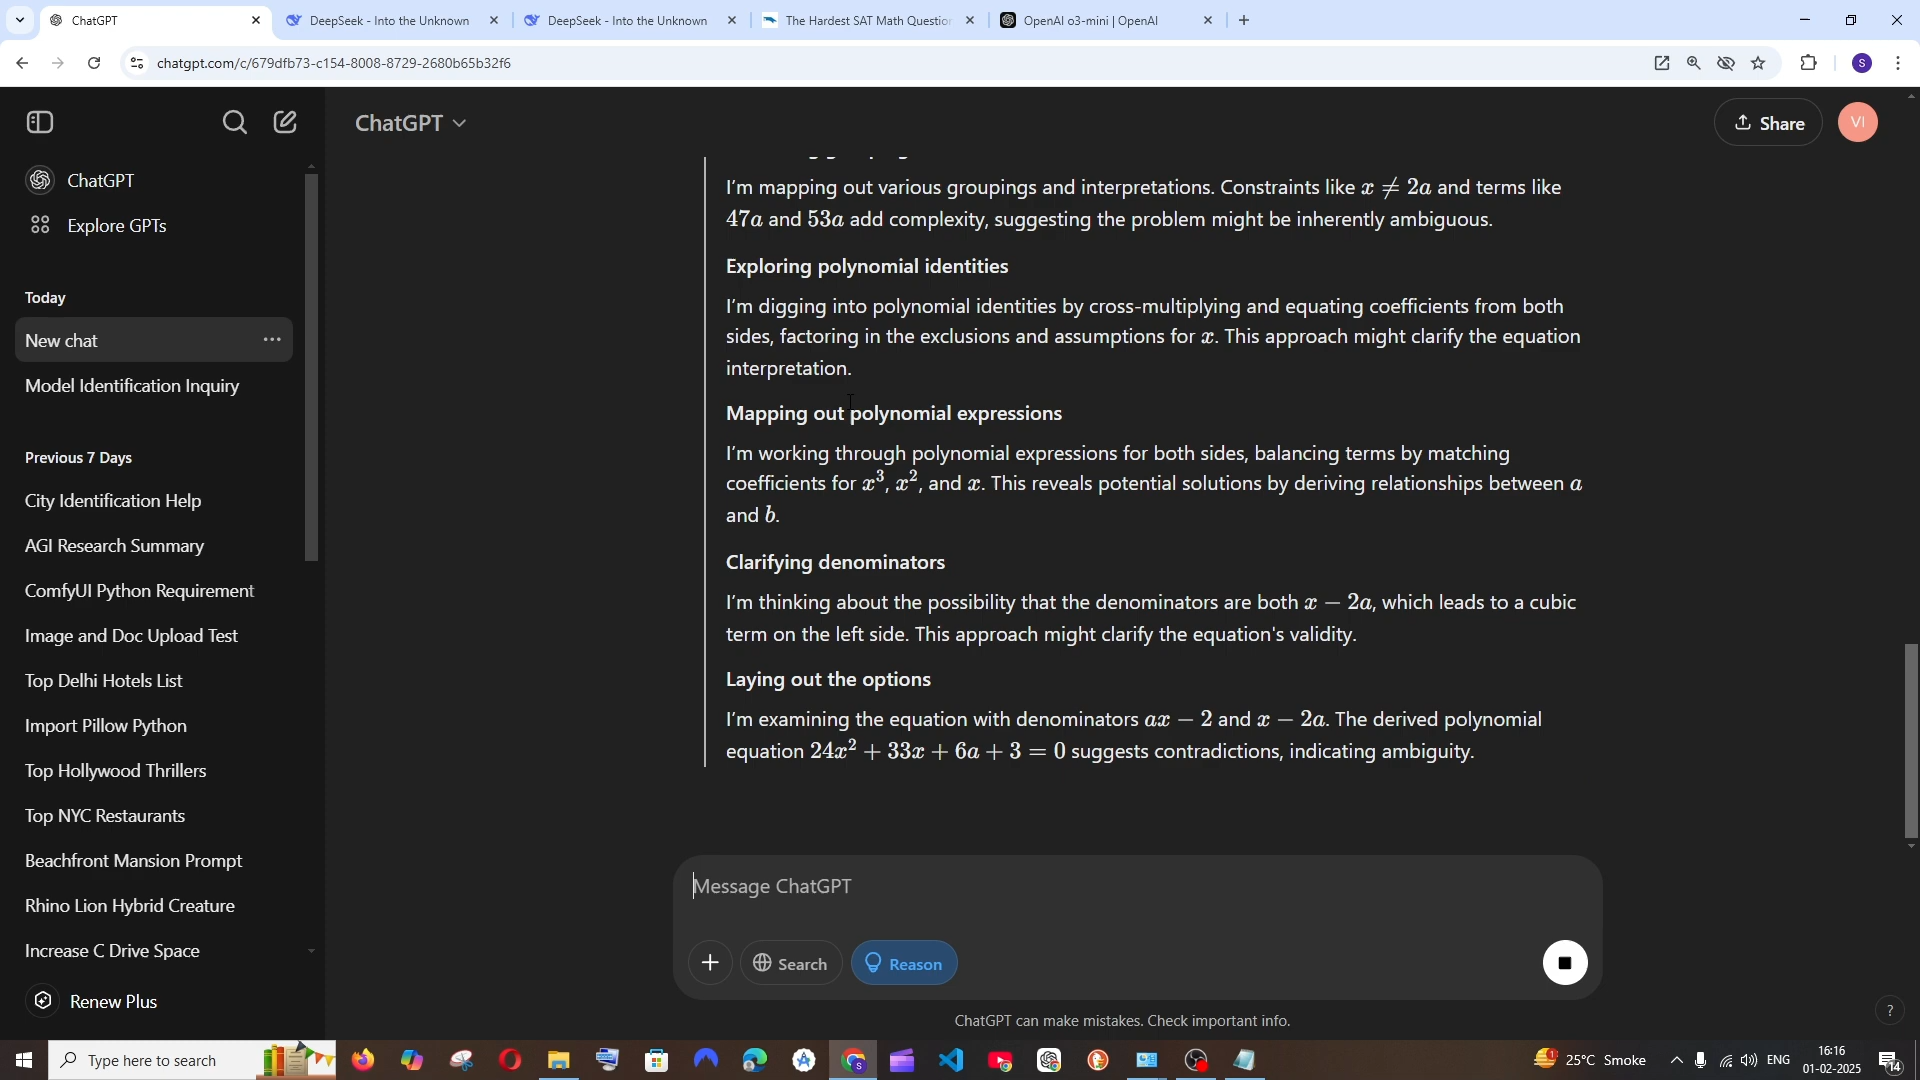 ChatGPT
DeepSeek - Into the Unknown
DeepSeek - Into the Unknown
The Hardest SAT Math Question
OpenAI o3-mini | OpenAI
chatgpt.com/c/679dfb73-c154-8008-8729-2680b65b32f6
S
ChatGPT
Share
VI
ChatGPT
Explore GPTs
Today
New chat
Model Identification Inquiry
Previous 7 Days
City Identification Help
AGI Research Summary
ComfyUI Python Requirement
Image and Doc Upload Test
Top Delhi Hotels List
Import Pillow Python
Top Hollywood Thrillers
Top NYC Restaurants
Beachfront Mansion Prompt
Rhino Lion Hybrid Creature
Increase C Drive Space
Renew Plus
I'm mapping out various groupings and interpretations. Constraints like x ≠ 2a and terms like
47a and 53a add complexity, suggesting the problem might be inherently ambiguous.
Exploring polynomial identities
I'm digging into polynomial identities by cross-multiplying and equating coefficients from both
sides, factoring in the exclusions and assumptions for x. This approach might clarify the equation
interpretation.
Mapping out polynomial expressions
I'm working through polynomial expressions for both sides, balancing terms by matching
coefficients for x³, x², and x. This reveals potential solutions by deriving relationships between a
and b.
Clarifying denominators
I'm thinking about the possibility that the denominators are both x − 2a, which leads to a cubic
term on the left side. This approach might clarify the equation's validity.
Laying out the options
I'm examining the equation with denominators ax − 2 and x − 2a. The derived polynomial
equation 24x² + 33x + 6a + 3 = 0 suggests contradictions, indicating ambiguity.
Message ChatGPT
Search
Reason
ChatGPT can make mistakes. Check important info.
?
Type here to search
1
25°C Smoke
ENG
16:16
01-02-2025
14